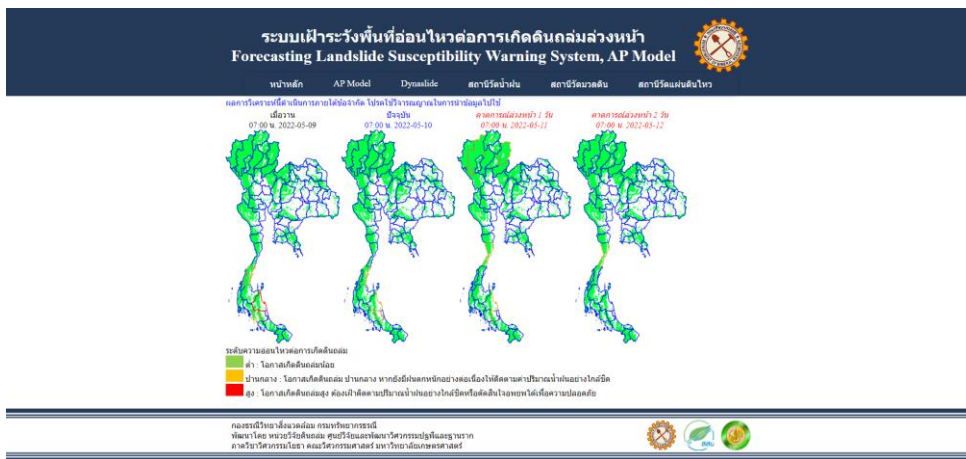 ระบบเฝ้าระวังพื้นที่อ่อนไหวต่อการเกิดดินถล่มล่วงหน้า
Forecasting Landslide Susceptibility Warning System, AP Model
หน้าหลัก AP Model Dynaslide สถานีวัดน้ำฝน สถานีวัดมวลดิน สถานีวัดแผ่นดินไหว
ผลการวิเคราะห์นี้ดำเนินการภายใต้ข้อจำกัด โปรดใช้วิจารณญาณในการนำข้อมูลไปใช้
เมื่อวาน ปัจจุบัน คาดการณ์ล่วงหน้า 1 วัน คาดการณ์ล่วงหน้า 2 วัน
07:00 น. 2022-05-09 07:00 น. 2022-05-10 07:00 น. 2022-05-11 07:00 น. 2022-05-12
ระดับความอ่อนไหวต่อการเกิดดินถล่ม
ต่ำ : โอกาสเกิดดินถล่มน้อย
ปานกลาง : โอกาสเกิดดินถล่ม ปานกลาง หากยังมีฝนตกหนักอย่างต่อเนื่องให้ติดตามค่าปริมาณน้ำฝนอย่างใกล้ชิด
สูง : โอกาสเกิดดินถล่มสูง ต้องเฝ้าติดตามปริมาณน้ำฝนอย่างใกล้ชิดหรือตัดสินใจอพยพได้เพื่อความปลอดภัย
กองธรณีวิทยาสิ่งแวดล้อม กรมทรัพยากรธรณี
พัฒนาโดย หน่วยวิจัยดินถล่ม ศูนย์วิจัยและพัฒนาวิศวกรรมปฐพีและฐานราก
ภาควิชาวิศวกรรมโยธา คณะวิศวกรรมศาสตร์ มหาวิทยาลัยเกษตรศาสตร์